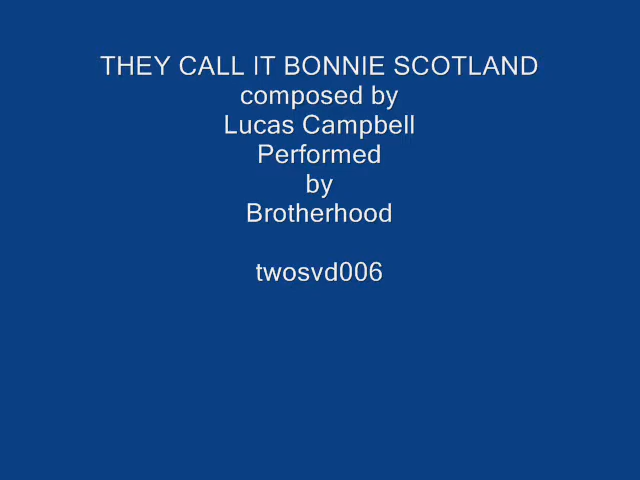 THEY CALL IT BONNIE SCOTLAND
composed by
Lucas Campbell
Performed
by
Brotherhood
twosvd006